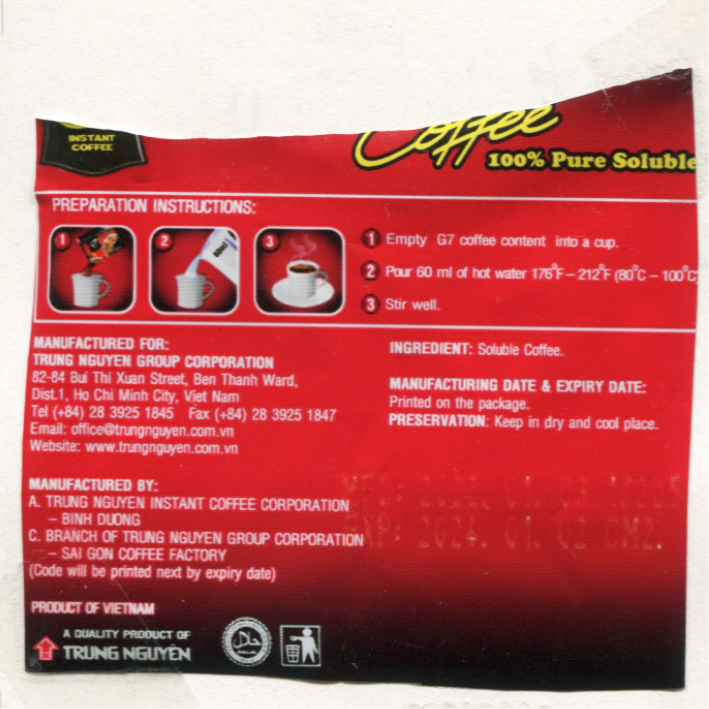 INSTANT
COFFEE
Coffee
100% Pure Soluble
PREPARATION INSTRUCTIONS:
1
2
60ml
3
1 Empty G7 coffee content into a cup.
2 Pour 60 ml of hot water 176°F – 212°F (80°C – 100°C
3 Stir well.
MANUFACTURED FOR:
TRUNG NGUYEN GROUP CORPORATION
82-84 Bui Thi Xuan Street, Ben Thanh Ward,
Dist.1, Ho Chi Minh City, Viet Nam
Tel (+84) 28 3925 1845 Fax (+84) 28 3925 1847
Email: office@trungnguyen.com.vn
Website: www.trungnguyen.com.vn
INGREDIENT: Soluble Coffee.
MANUFACTURING DATE & EXPIRY DATE:
Printed on the package.
PRESERVATION: Keep in dry and cool place.
MANUFACTURED BY:
A. TRUNG NGUYEN INSTANT COFFEE CORPORATION
– BINH DUONG
C. BRANCH OF TRUNG NGUYEN GROUP CORPORATION
– SAI GON COFFEE FACTORY
(Code will be printed next by expiry date)
EXP: 2024. 01. 02 CM2.
PRODUCT OF VIETNAM
A QUALITY PRODUCT OF
TRUNG NGUYÊN
حلال
HALAL